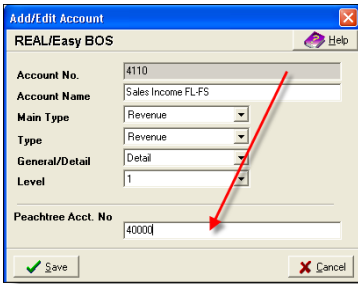 Add/Edit Account
REAL/Easy BOS Help
Account No. 4110
Account Name Sales Income FL-FS
Main Type Revenue
Type Revenue
General/Detail Detail
Level 1
Peachtree Acct. No
40000
Save Cancel